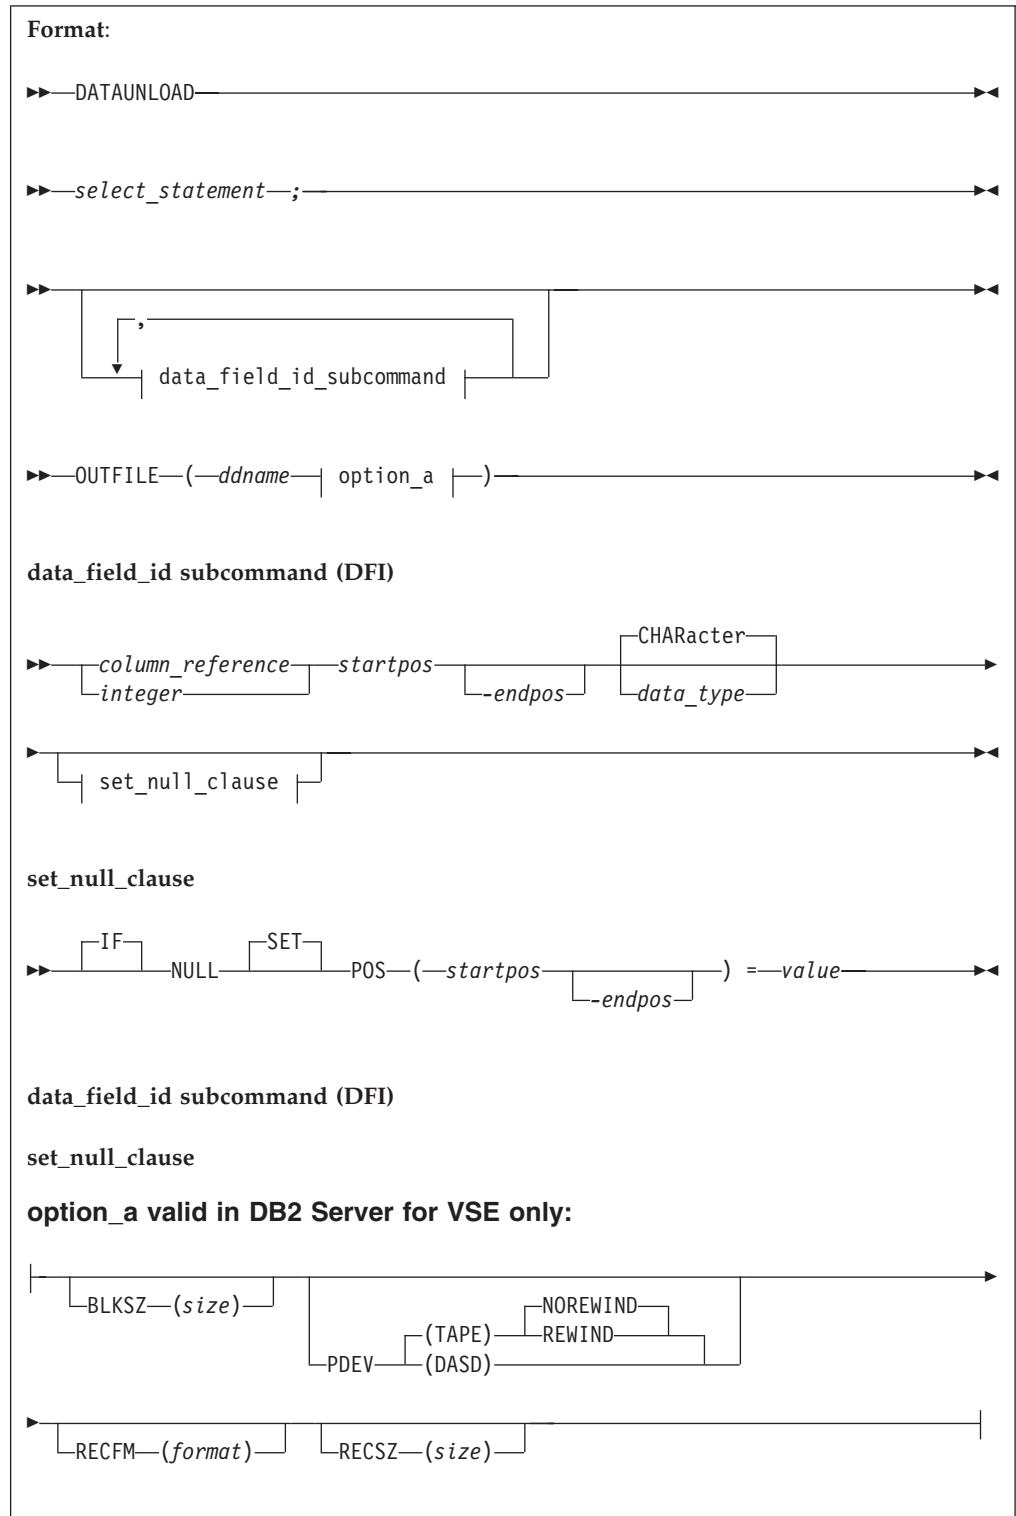 Format:
DATAUNLOAD
select_statement ;
,
data_field_id_subcommand
OUTFILE ( ddname option_a )
data_field_id subcommand (DFI)
CHARacter
column_reference startpos
integer -endpos data_type
set_null_clause
set_null_clause
IF SET
NULL POS ( startpos ) = value
-endpos
data_field_id subcommand (DFI)
set_null_clause
option_a valid in DB2 Server for VSE only:
BLKSZ (size) NOREWIND
(TAPE) REWIND
PDEV (DASD)
RECFM (format) RECSZ (size)